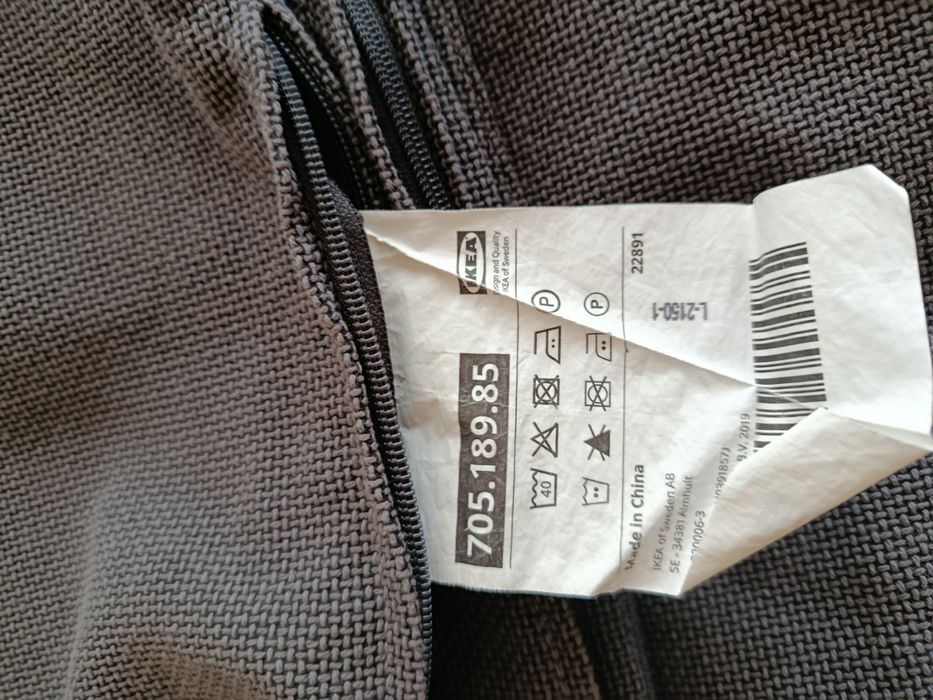 IKEA
Design and Quality
IKEA of Sweden
705.189.85
40
P
P
22891
L-2150-1
Made in China
IKEA of Sweden AB
SE - 34381 Älmhult
B.V. 2019